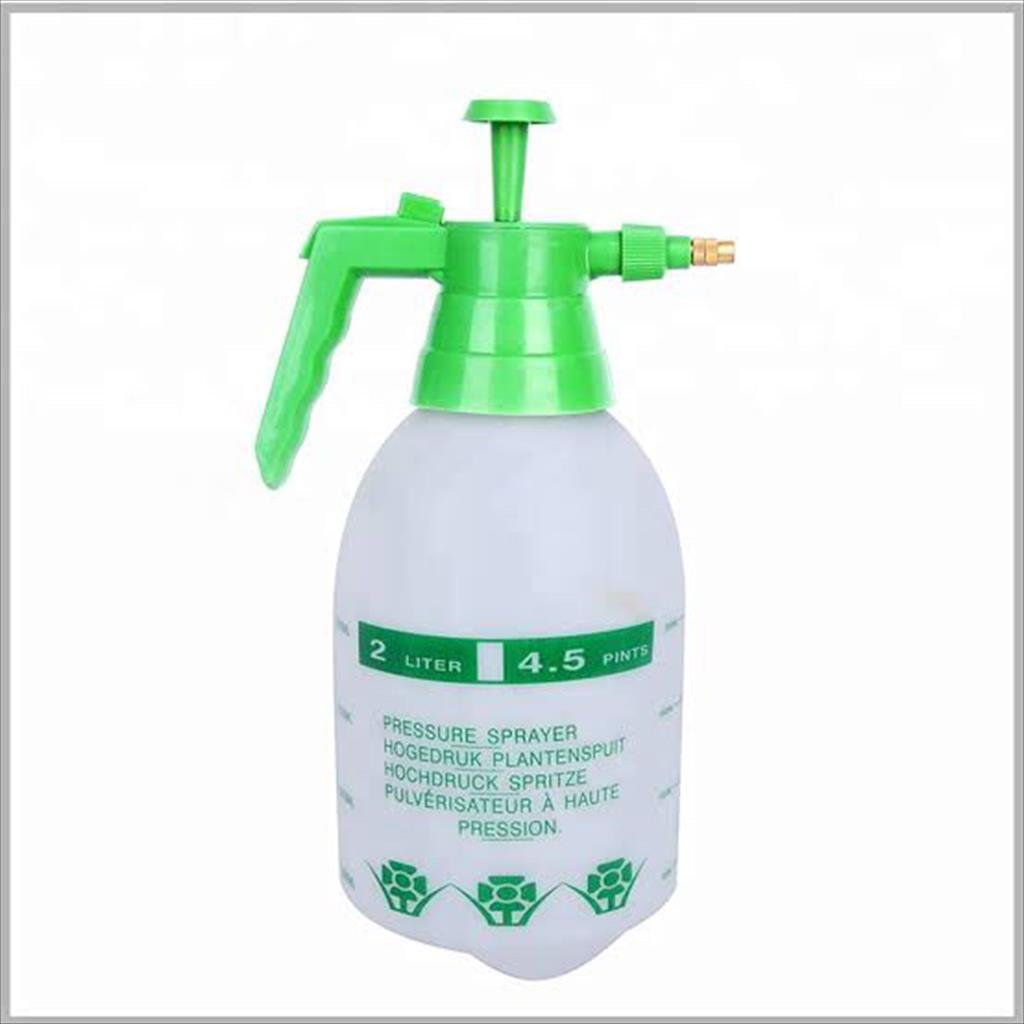 2 LITER 4.5 PINTS
PRESSURE SPRAYER
HOGEDRUK PLANTENSPUIT
HOCHDRUCK SPRITZE
PULVÉRISATEUR À HAUTE
PRESSION.